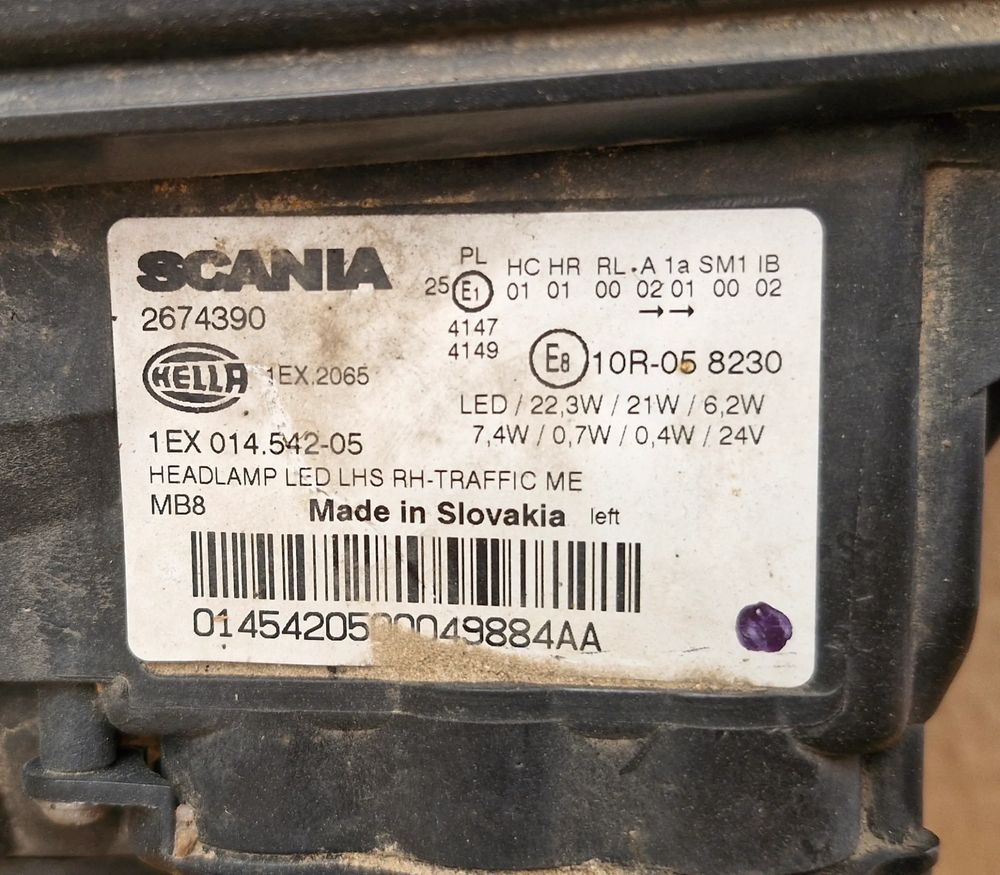 SCANIA
2674390
HELLA 1EX.2065
1EX 014.542-05
HEADLAMP LED LHS RH-TRAFFIC ME
MB8 Made in Slovakia left
PL HC HR RL A 1a SM1 IB
25 E1 01 01 00 02 01 00 02
→ →
4147
4149
E8 10R-05 8230
LED / 22,3W / 21W / 6,2W
7,4W / 0,7W / 0,4W / 24V